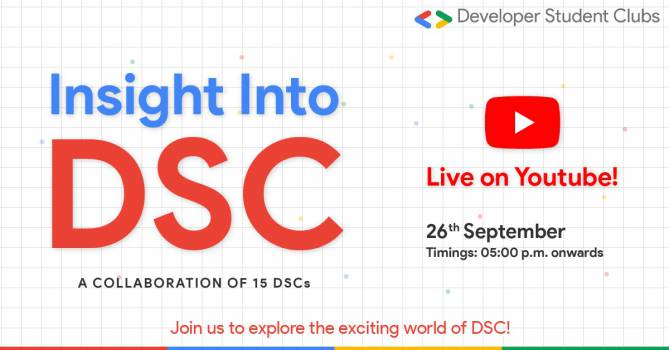 Developer Student Clubs
Insight Into
DSC
A COLLABORATION OF 15 DSCs
Live on Youtube!
26th September
Timings: 05:00 p.m. onwards
Join us to explore the exciting world of DSC!